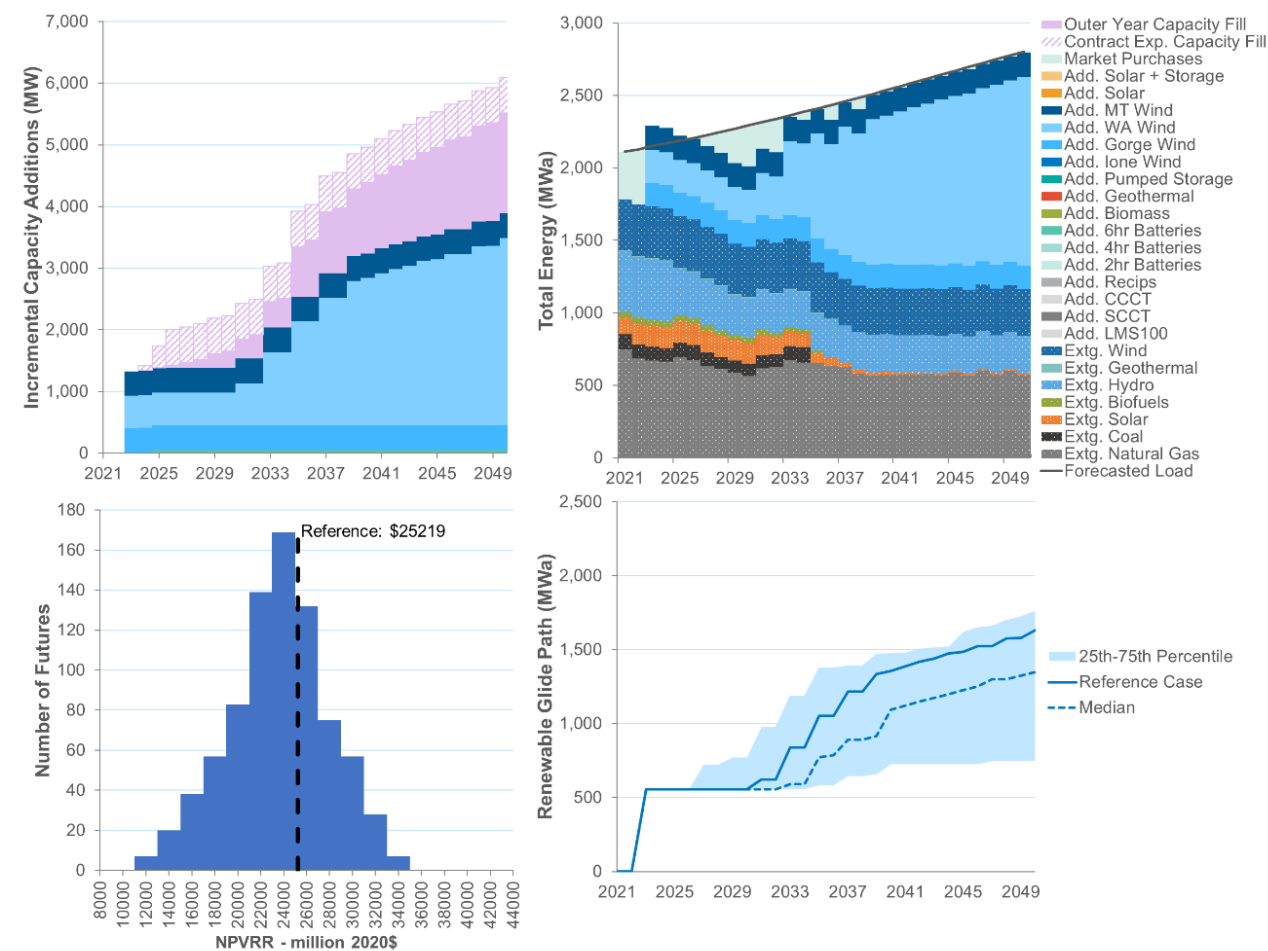 Incremental Capacity Additions (MW)
7,000
6,000
5,000
4,000
3,000
2,000
1,000
0
2021 2025 2029 2033 2037 2041 2045 2049
Total Energy (MWa)
3,000
2,500
2,000
1,500
1,000
500
0
2021 2025 2029 2033 2037 2041 2045 2049
Outer Year Capacity Fill
Contract Exp. Capacity Fill
Market Purchases
Add. Solar + Storage
Add. Solar
Add. MT Wind
Add. WA Wind
Add. Gorge Wind
Add. Ione Wind
Add. Pumped Storage
Add. Geothermal
Add. Biomass
Add. 6hr Batteries
Add. 4hr Batteries
Add. 2hr Batteries
Add. Recips
Add. CCCT
Add. SCCT
Add. LMS100
Extg. Wind
Extg. Geothermal
Extg. Hydro
Extg. Biofuels
Extg. Solar
Extg. Coal
Extg. Natural Gas
Forecasted Load
Number of Futures
180
160
140
120
100
80
60
40
20
0
Reference: $25219
8000 10000 12000 14000 16000 18000 20000 22000 24000 26000 28000 30000 32000 34000 36000 38000 40000 42000 44000
NPVRR - million 2020$
Renewable Glide Path (MWa)
2,500
2,000
1,500
1,000
500
0
2021 2025 2029 2033 2037 2041 2045 2049
25th-75th Percentile
Reference Case
Median